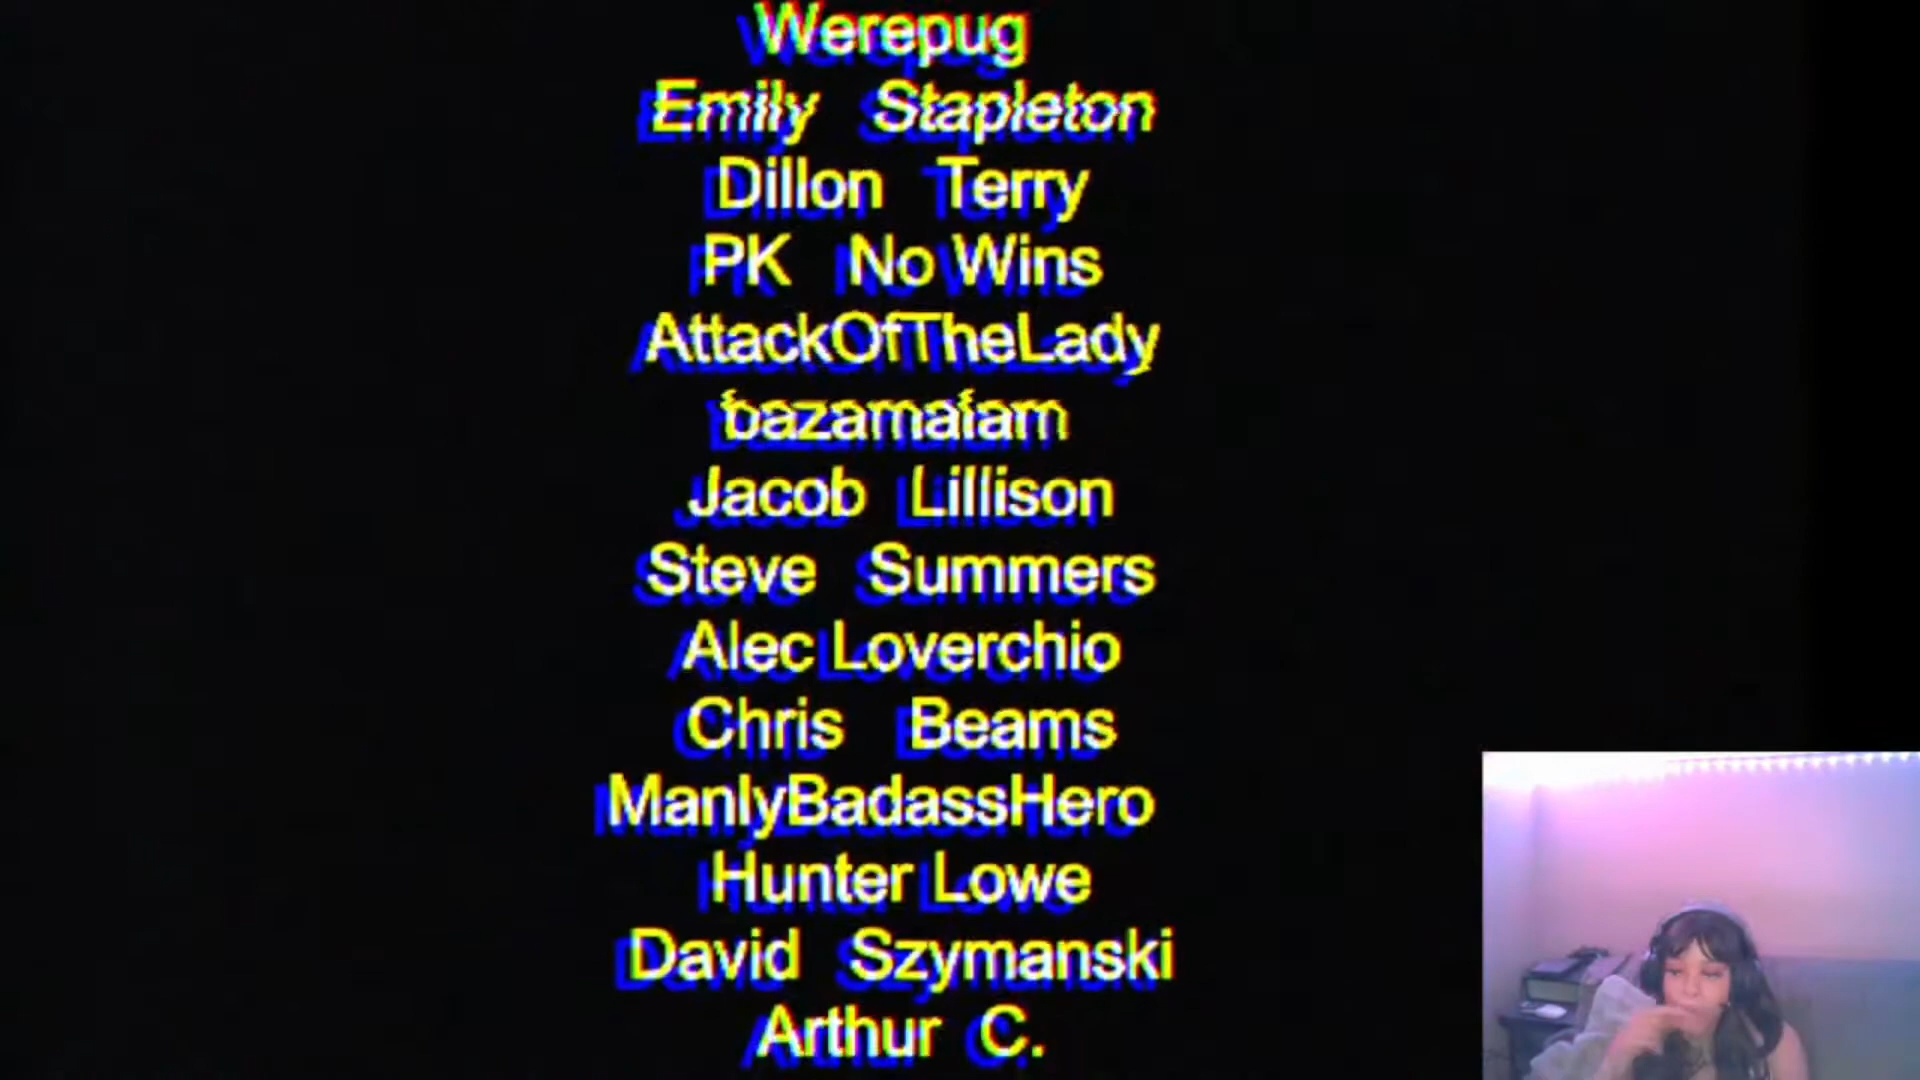 Werepug
Emily Stapleton
Dillon Terry
PK No Wins
AttackOfTheLady
bazamafam
Jacob Lillison
Steve Summers
Alec Loverchio
Chris Beams
ManlyBadassHero
Hunter Lowe
David Szymanski
Arthur C.